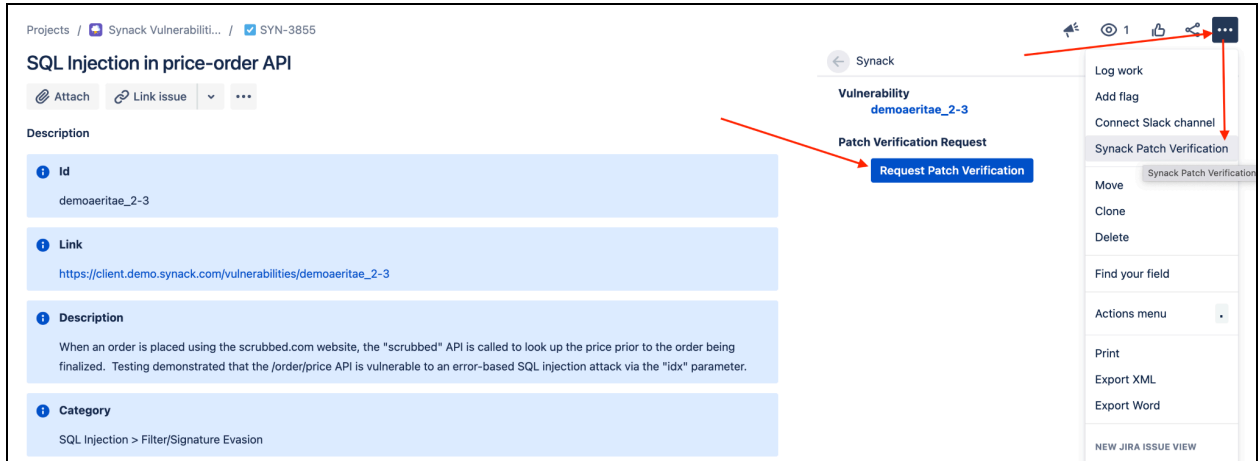 Projects / Synack Vulnerabiliti... / SYN-3855
1
SQL Injection in price-order API
Attach
Link issue
Description
Id
demoaeritae_2-3
Link
https://client.demo.synack.com/vulnerabilities/demoaeritae_2-3
Description
When an order is placed using the scrubbed.com website, the "scrubbed" API is called to look up the price prior to the order being
finalized. Testing demonstrated that the /order/price API is vulnerable to an error-based SQL injection attack via the "idx" parameter.
Category
SQL Injection > Filter/Signature Evasion
Synack
Vulnerability
demoaeritae_2-3
Patch Verification Request
Request Patch Verification
Log work
Add flag
Connect Slack channel
Synack Patch Verification
Synack Patch Verification
Move
Clone
Delete
Find your field
Actions menu .
Print
Export XML
Export Word
NEW JIRA ISSUE VIEW